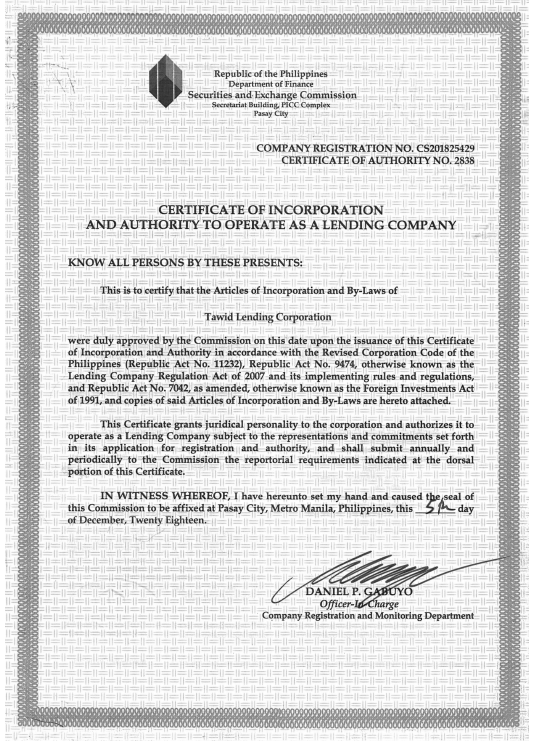 Republic of the Philippines
Department of Finance
Securities and Exchange Commission
Secretariat Building, PICC Complex
Pasay City
COMPANY REGISTRATION NO. CS201825429
CERTIFICATE OF AUTHORITY NO. 2838
CERTIFICATE OF INCORPORATION
AND AUTHORITY TO OPERATE AS A LENDING COMPANY
KNOW ALL PERSONS BY THESE PRESENTS:
This is to certify that the Articles of Incorporation and By-Laws of
Tawid Lending Corporation
were duly approved by the Commission on this date upon the issuance of this Certificate
of Incorporation and Authority in accordance with the Revised Corporation Code of the
Philippines (Republic Act No. 11232), Republic Act No. 9474, otherwise known as the
Lending Company Regulation Act of 2007 and its implementing rules and regulations,
and Republic Act No. 7042, as amended, otherwise known as the Foreign Investments Act
of 1991, and copies of said Articles of Incorporation and By-Laws are hereto attached.
This Certificate grants juridical personality to the corporation and authorizes it to
operate as a Lending Company subject to the representations and commitments set forth
in its application for registration and authority, and shall submit annually and
periodically to the Commission the reportorial requirements indicated at the dorsal
portion of this Certificate.
IN WITNESS WHEREOF, I have hereunto set my hand and caused the seal of
this Commission to be affixed at Pasay City, Metro Manila, Philippines, this 5th day
of December, Twenty Eighteen.
DANIEL P. GABUYO
Officer-In-Charge
Company Registration and Monitoring Department